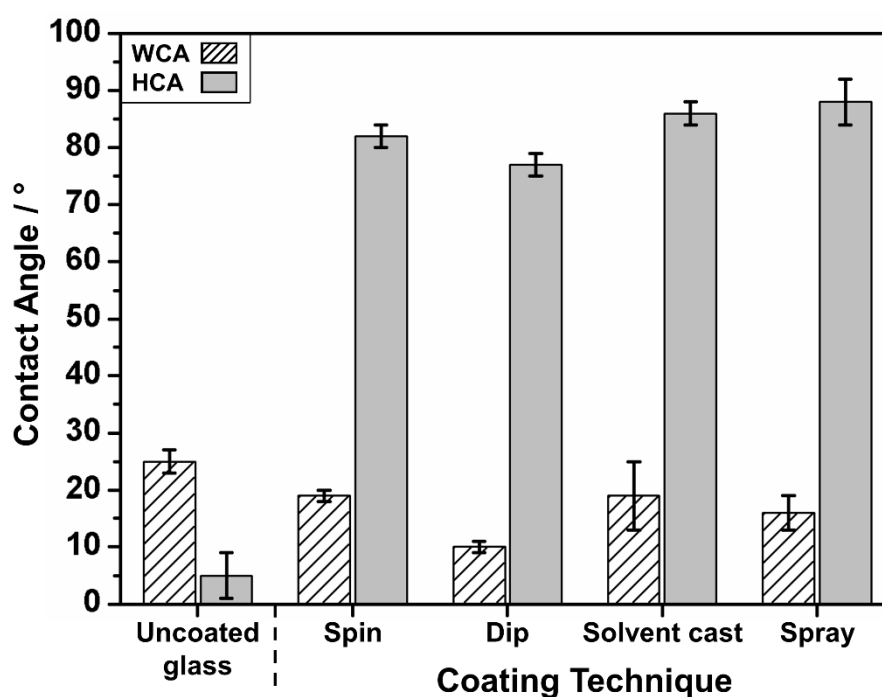 WCA
HCA
Contact Angle / °
100
90
80
70
60
50
40
30
20
10
0
Uncoated
glass
Spin
Dip
Solvent cast
Spray
Coating Technique